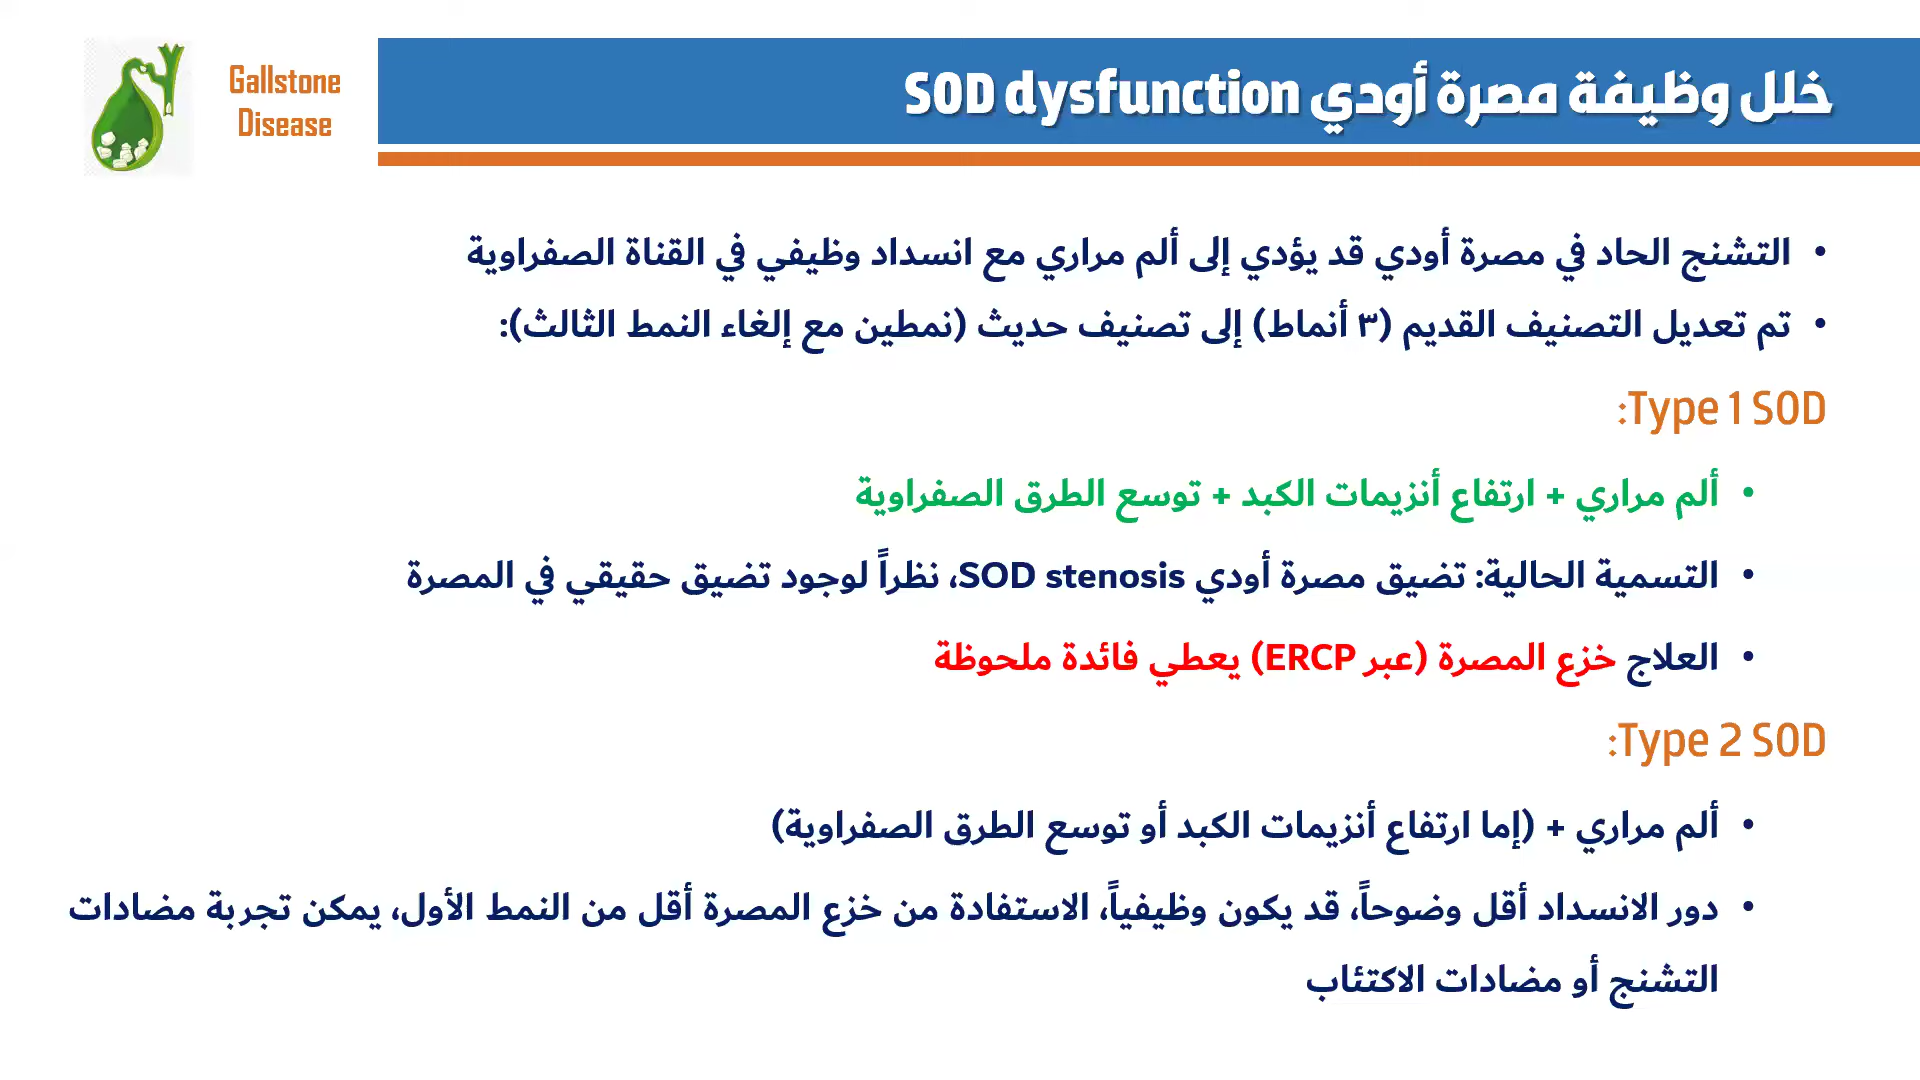 Gallstone
Disease
خلل وظيفة مصرة أودي SOD dysfunction
• التشنج الحاد في مصرة أودي قد يؤدي إلى ألم مراري مع انسداد وظيفي في القناة الصفراوية
• تم تعديل التصنيف القديم (٣ أنماط) إلى تصنيف حديث (نمطين مع إلغاء النمط الثالث):
Type 1 SOD:
• ألم مراري + ارتفاع أنزيمات الكبد + توسع الطرق الصفراوية
• التسمية الحالية: تضيق مصرة أودي SOD stenosis، نظراً لوجود تضيق حقيقي في المصرة
• العلاج خزع المصرة (عبر ERCP) يعطي فائدة ملحوظة
Type 2 SOD:
• ألم مراري + (إما ارتفاع أنزيمات الكبد أو توسع الطرق الصفراوية)
• دور الانسداد أقل وضوحاً، قد يكون وظيفياً، الاستفادة من خزع المصرة أقل من النمط الأول، يمكن تجربة مضادات
التشنج أو مضادات الاكتئاب